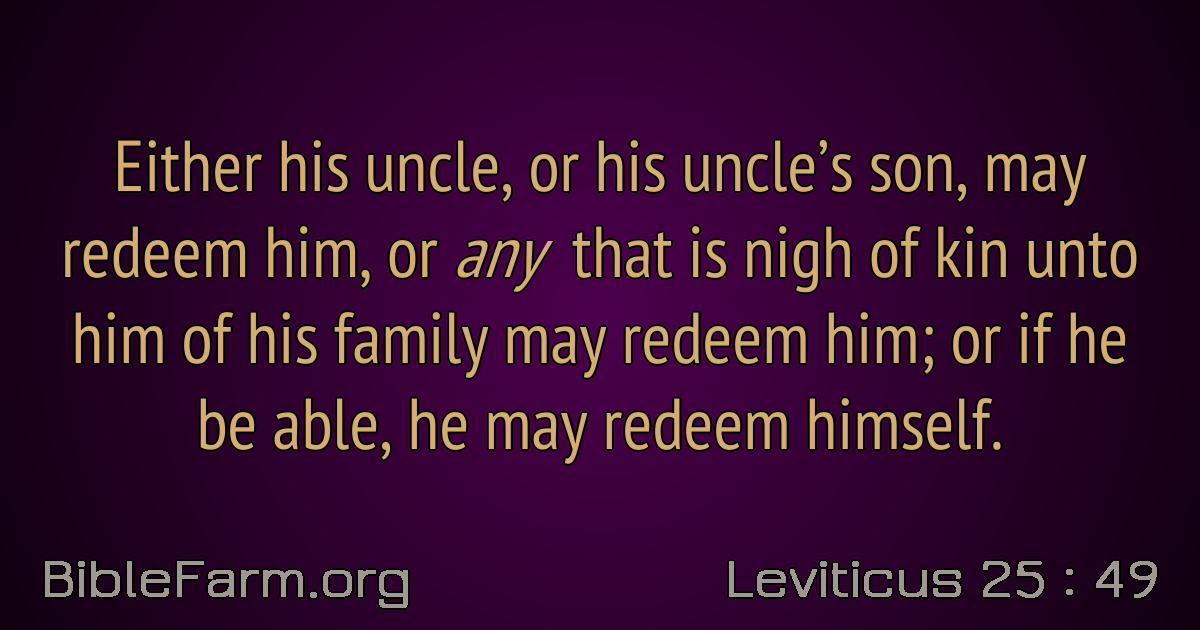 Either his uncle, or his uncle’s son, may
redeem him, or any that is nigh of kin unto
him of his family may redeem him; or if he
be able, he may redeem himself.
BibleFarm.org
Leviticus 25 : 49